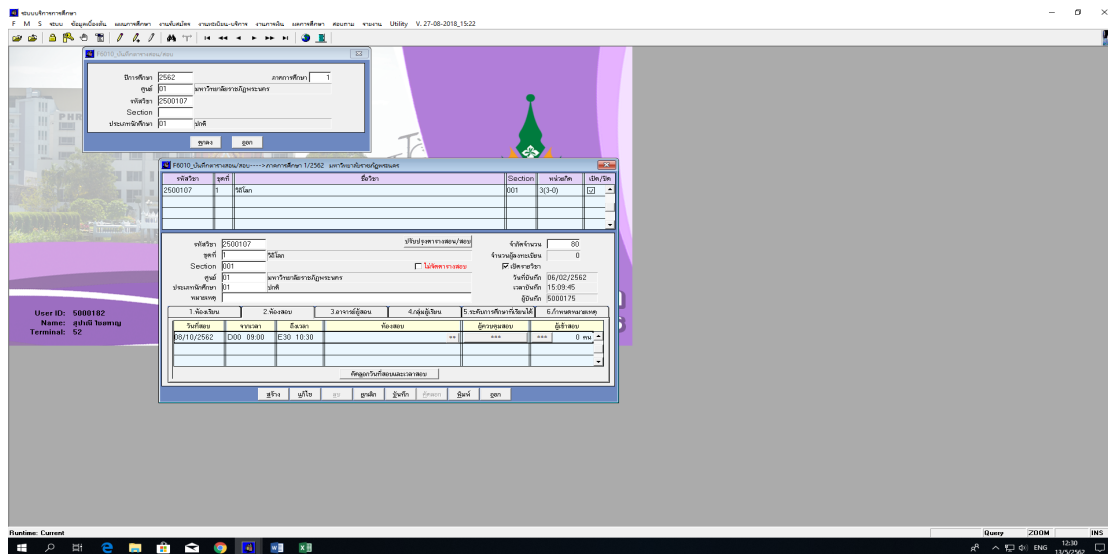 ระบบบริการการศึกษา
F M S ระบบ ข้อมูลเบื้องต้น แผนการศึกษา งานรับสมัคร งานทะเบียน-บริการ งานการเงิน ผลการศึกษา สอบถาม รายงาน Utility V. 27-08-2018_15:22
F6010_บันทึกตารางสอน/สอบ
ปีการศึกษา 2562 ภาคการศึกษา 1
ศูนย์ 01 มหาวิทยาลัยราชภัฏพระนคร
รหัสวิชา 2500107
Section
ประเภทนักศึกษา 01 ปกติ
ตกลง ออก
F6010_บันทึกตารางสอน/สอบ---->ภาคการศึกษา 1/2562 มหาวิทยาลัยราชภัฏพระนคร
รหัสวิชา ชุดที่ ชื่อวิชา Section หน่วยกิต เปิด/ปิด
2500107 1 วิถีโลก 001 3(3-0)
รหัสวิชา 2500107 ปรับปรุงตารางสอน/สอบ จำกัดจำนวน 80
ชุดที่ 1 วิถีโลก จำนวนผู้ลงทะเบียน 0
Section 001 ไม่จัดตารางสอบ เปิดรายวิชา
ศูนย์ 01 มหาวิทยาลัยราชภัฏพระนคร วันที่บันทึก 06/02/2562
ประเภทนักศึกษา 01 ปกติ เวลาบันทึก 15:09:45
หมายเหตุ ผู้บันทึก 5000175
1.ห้องเรียน 2.ห้องสอบ 3.อาจารย์ผู้สอน 4.กลุ่มผู้เรียน 5.ระดับการศึกษาที่เรียนได้ 6.กำหนดหมายเหตุ
วันที่สอบ จากเวลา ถึงเวลา ห้องสอบ ผู้ควบคุมสอบ ผู้เข้าสอบ
08/10/2562 D00 09:00 E30 10:30 ** *** *** 0 คน
คัดลอกวันที่สอบและเวลาสอบ
สร้าง แก้ไข ลบ ยกเลิก บันทึก คัดลอก พิมพ์ ออก
User ID: 5000182
Name:
Terminal: 52
Runtime: Current Query ZOOM INS
ENG 12:30
13/5/2562